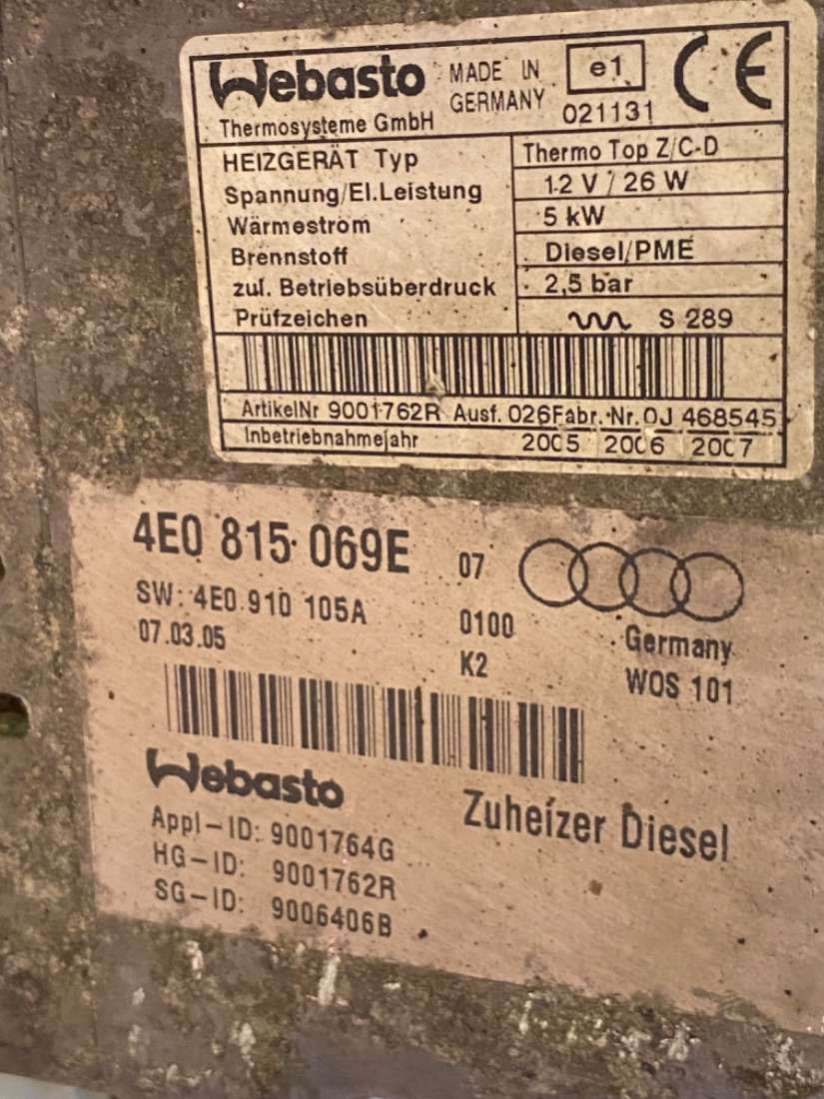 Webasto MADE IN GERMANY e1 CE
Thermosysteme GmbH 021131
HEIZGERÄT Typ Thermo Top Z/C-D
Spannung/El.Leistung 12 V / 26 W
Wärmestrom 5 kW
Brennstoff Diesel/PME
zul. Betriebsüberdruck 2,5 bar
Prüfzeichen S 289
ArtikelNr 9001762R Ausf. 026 Fabr.-Nr. 0J 468545
Inbetriebnahmejahr 2005 2006 2007
4E0 815 069E 07
SW: 4E0 910 105A 0100 Germany
07.03.05 K2 WOS 101
Webasto
Zuheizer Diesel
Appl-ID: 9001764G
HG-ID: 9001762R
SG-ID: 9006406B